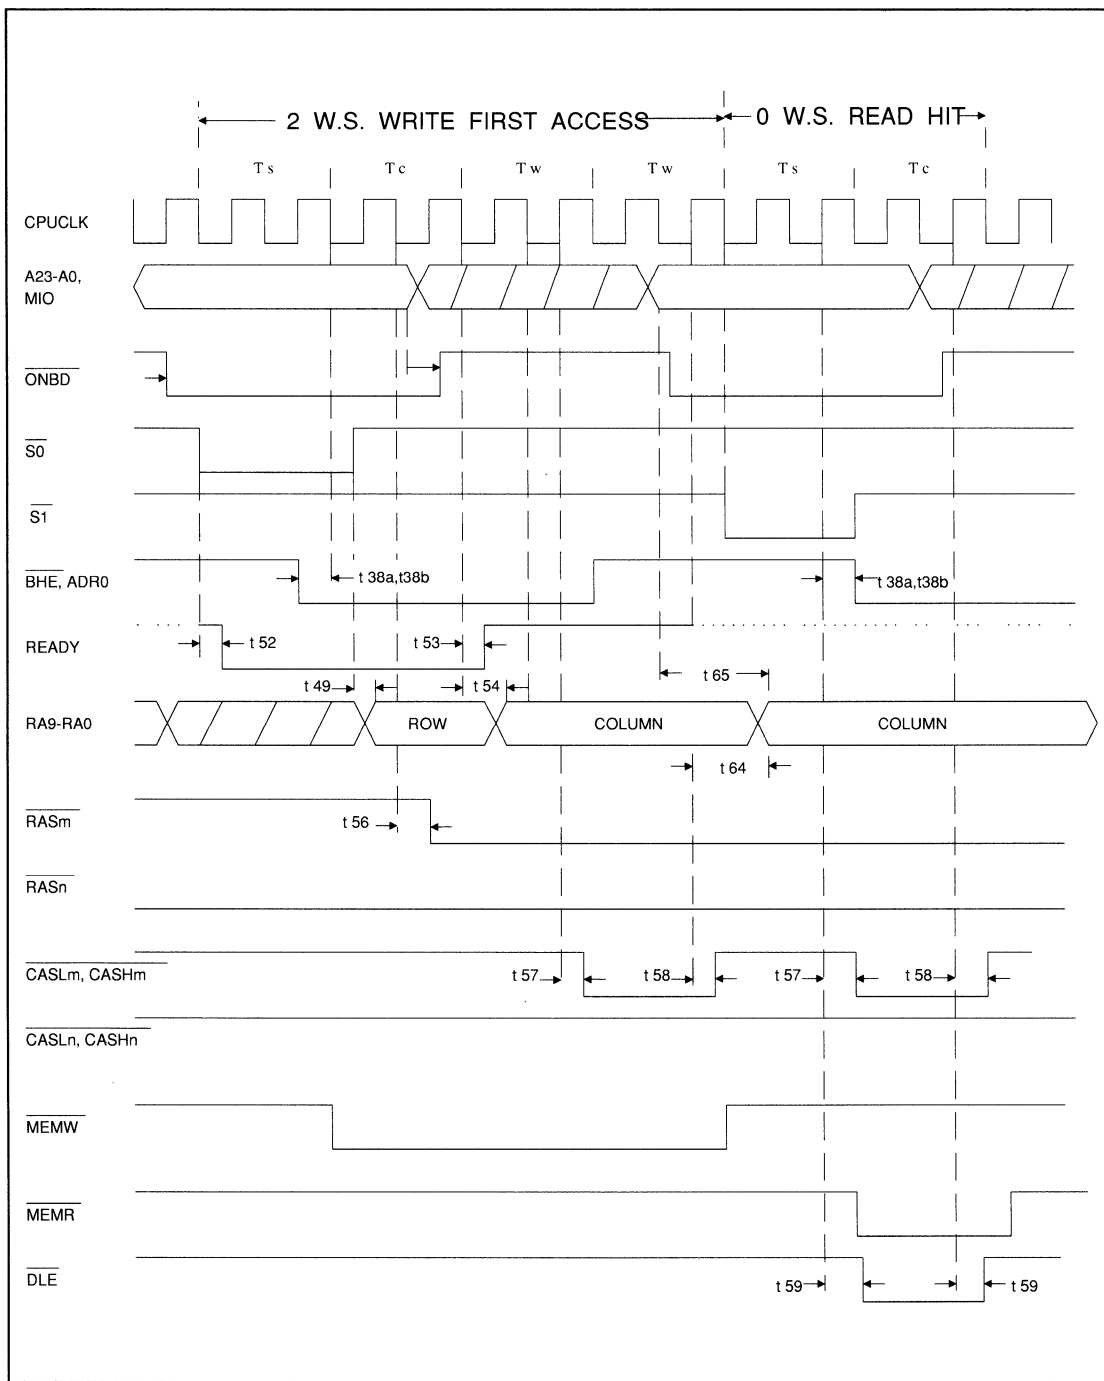 2 W.S. WRITE FIRST ACCESS 0 W.S. READ HIT
Ts Tc Tw Tw Ts Tc
CPUCLK
A23-A0,
MIO
ONBD
S0
S1
BHE, ADR0 t 38a,t38b t 38a,t38b
READY t 52 t 53
t 49 t 54 t 65
RA9-RA0 ROW COLUMN COLUMN
t 64
RASm t 56
RASn
CASLm, CASHm t 57 t 58 t 57 t 58
CASLn, CASHn
MEMW
MEMR
DLE t 59 t 59